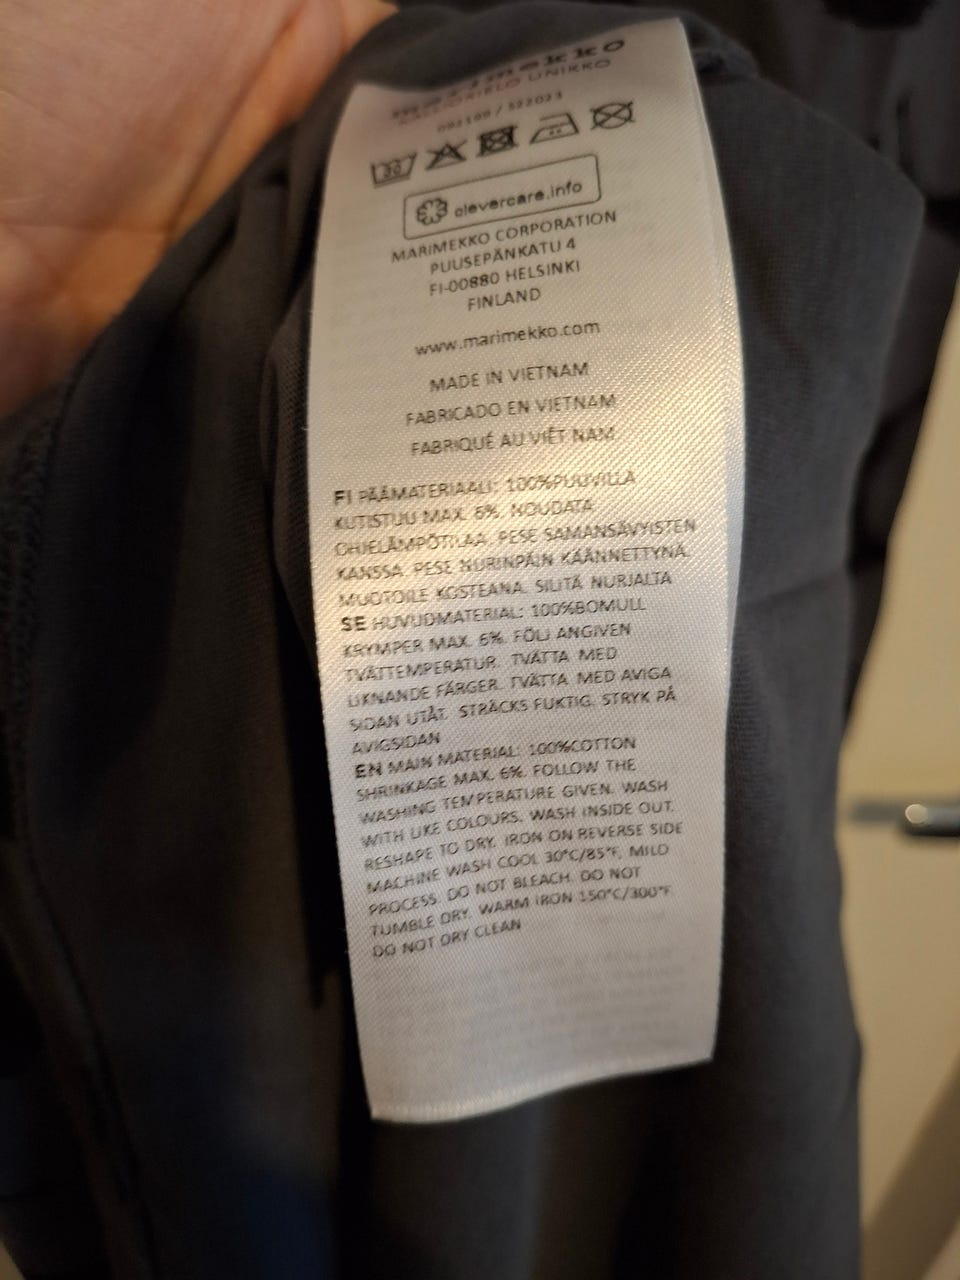 marimekko
UNIKKO
092109 / 522023
30
clevercare.info
MARIMEKKO CORPORATION
PUUSEPÄNKATU 4
FI-00880 HELSINKI
FINLAND
www.marimekko.com
MADE IN VIETNAM
FABRICADO EN VIETNAM
FABRIQUÉ AU VIÊT NAM
FI PÄÄMATERIAALI: 100%PUUVILLA
KUTISTUU MAX. 6%. NOUDATA
OHJELÄMPÖTILAA. PESE SAMANSÄVYISTEN
KANSSA. PESE NURINPÄIN KÄÄNNETTYNÄ.
MUOTOILE KOSTEANA. SILITÄ NURJALTA
SE HUVUDMATERIAL: 100%BOMULL
KRYMPER MAX. 6%. FÖLJ ANGIVEN
TVÄTTEMPERATUR. TVÄTTA MED
LIKNANDE FÄRGER. TVÄTTA MED AVIGA
SIDAN UTÅT. STRÄCKS FUKTIG. STRYK PÅ
AVIGSIDAN
EN MAIN MATERIAL: 100%COTTON
SHRINKAGE MAX. 6%. FOLLOW THE
WASHING TEMPERATURE GIVEN. WASH
WITH LIKE COLOURS. WASH INSIDE OUT.
RESHAPE TO DRY. IRON ON REVERSE SIDE
MACHINE WASH COOL 30°C/85°F, MILD
PROCESS. DO NOT BLEACH. DO NOT
TUMBLE DRY. WARM IRON 150°C/300°F.
DO NOT DRY CLEAN